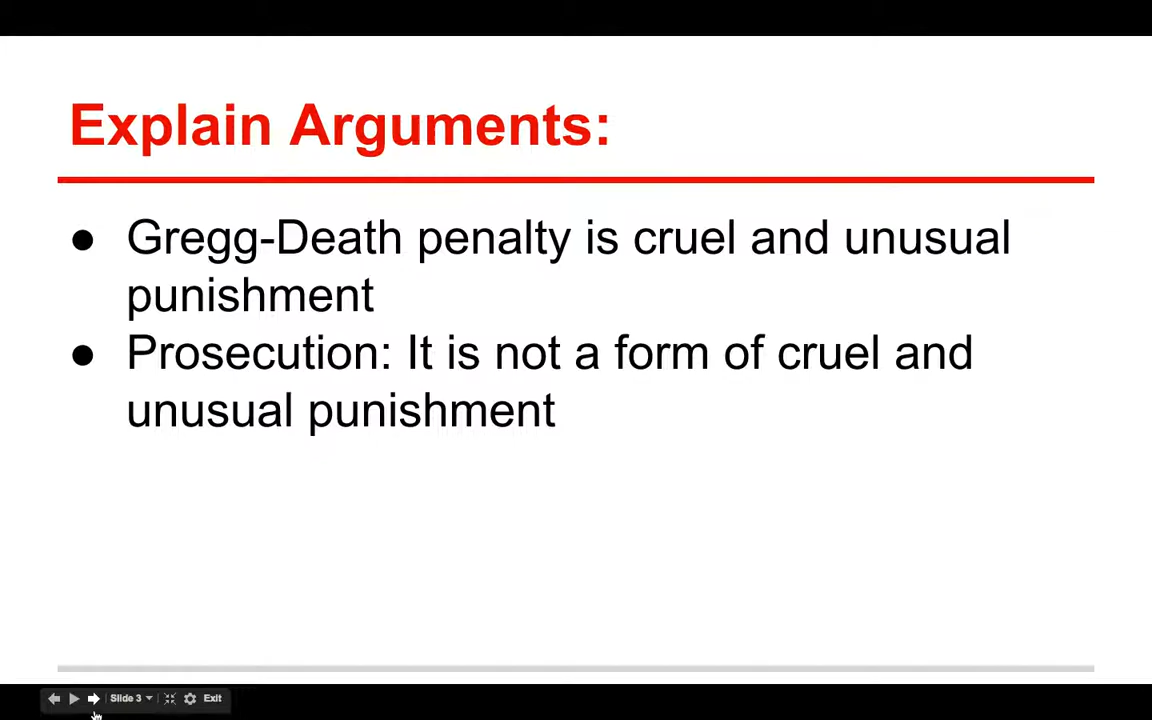 Explain Arguments:
● Gregg-Death penalty is cruel and unusual
punishment
● Prosecution: It is not a form of cruel and
unusual punishment
Slide 3
Exit